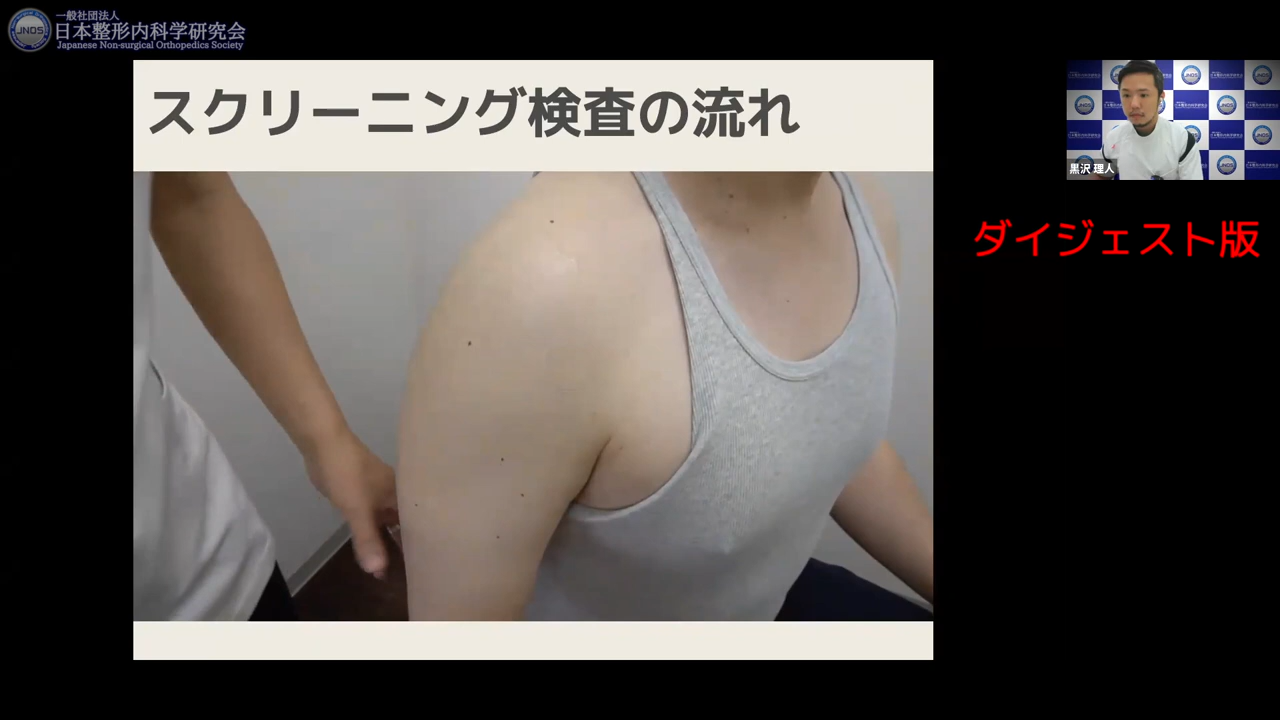 一般社団法人
日本整形内科学研究会
Japanese Non-surgical Orthopedics Society
JNOS
スクリーニング検査の流れ
黒沢 理人
ダイジェスト版